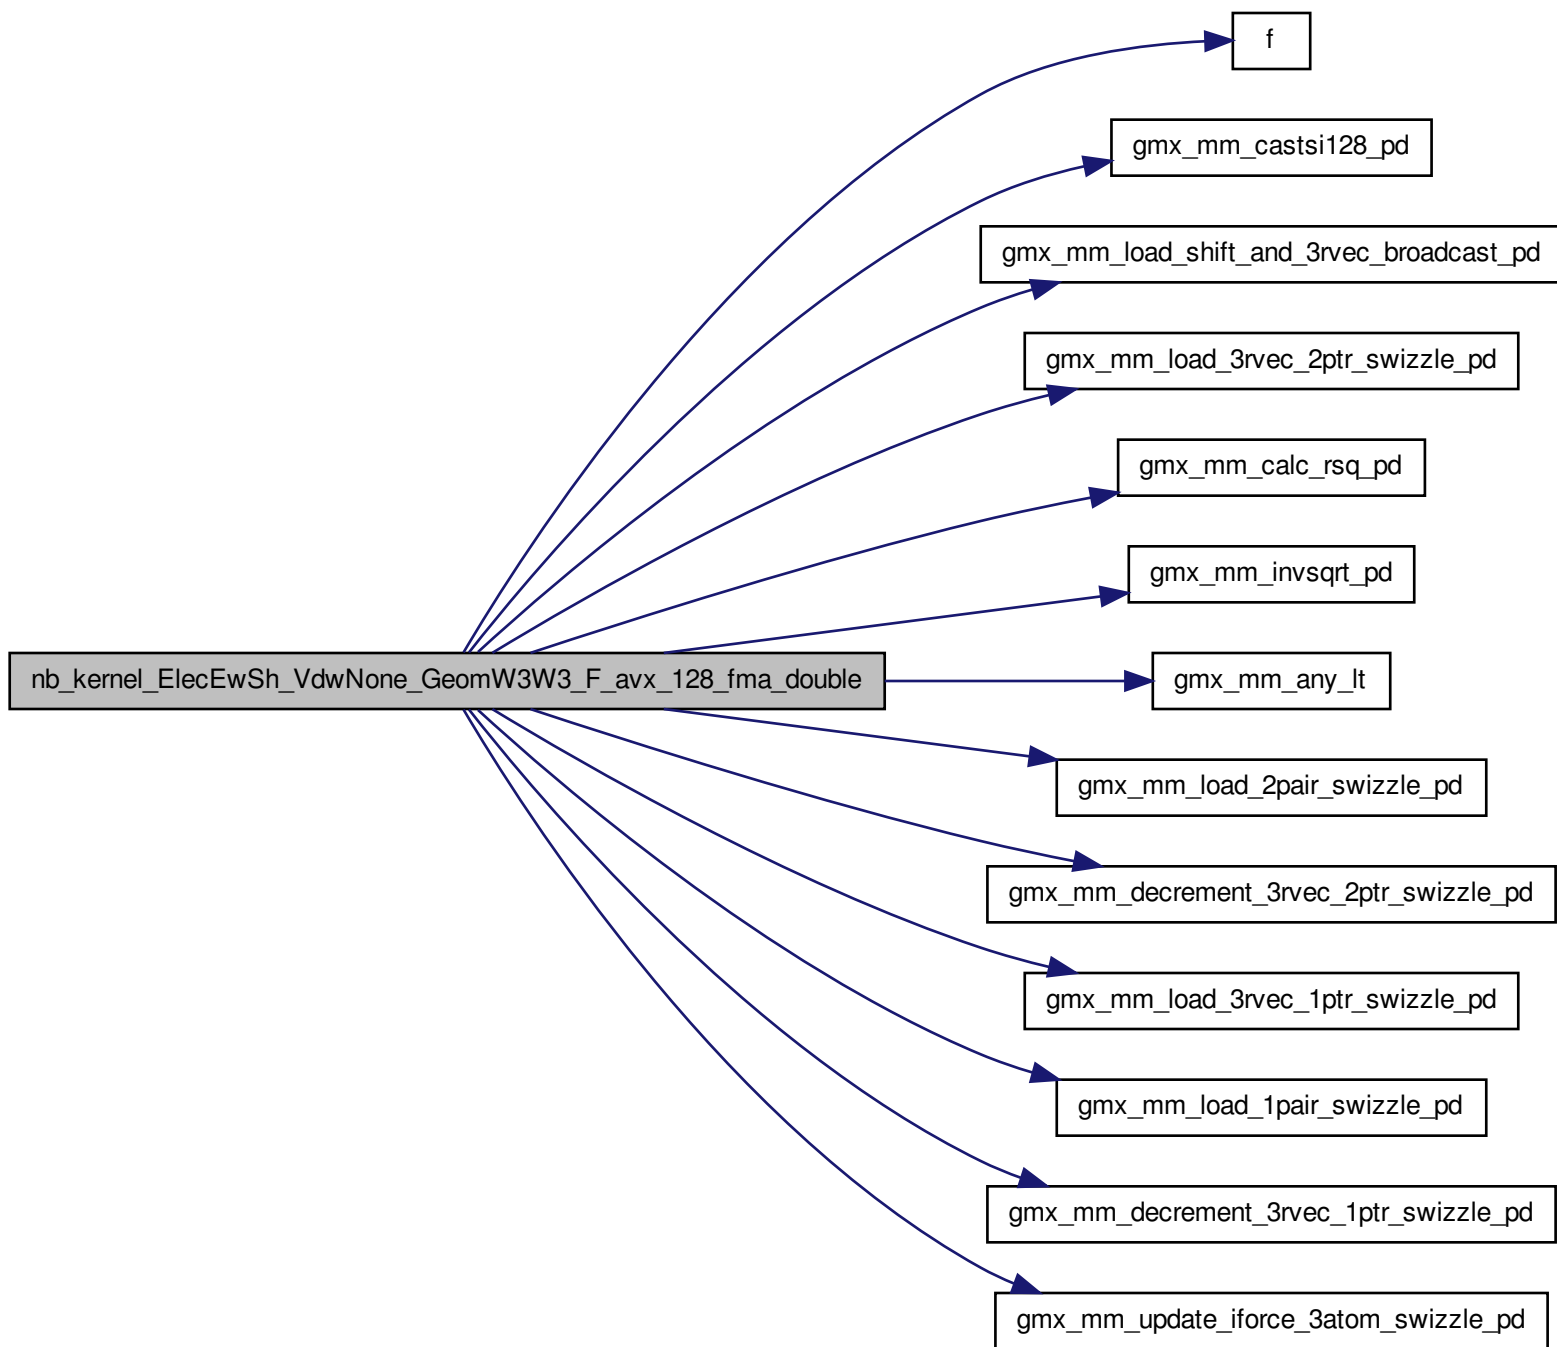 f
gmx_mm_castsi128_pd
gmx_mm_load_shift_and_3rvec_broadcast_pd
gmx_mm_load_3rvec_2ptr_swizzle_pd
gmx_mm_calc_rsq_pd
gmx_mm_invsqrt_pd
nb_kernel_ElecEwSh_VdwNone_GeomW3W3_F_avx_128_fma_double
gmx_mm_any_lt
gmx_mm_load_2pair_swizzle_pd
gmx_mm_decrement_3rvec_2ptr_swizzle_pd
gmx_mm_load_3rvec_1ptr_swizzle_pd
gmx_mm_load_1pair_swizzle_pd
gmx_mm_decrement_3rvec_1ptr_swizzle_pd
gmx_mm_update_iforce_3atom_swizzle_pd